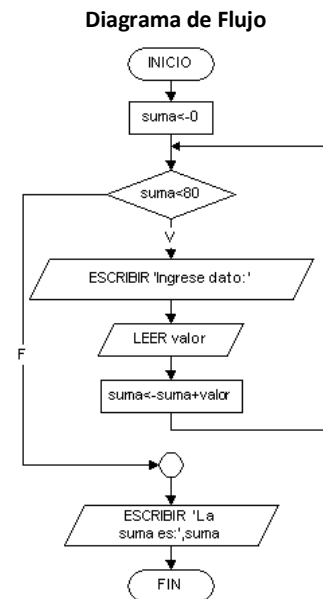 Diagrama de Flujo
INICIO
suma<-0
suma<80
V
ESCRIBIR 'Ingrese dato:'
LEER valor
F
suma<-suma+valor
ESCRIBIR 'La
suma es:',suma
FIN